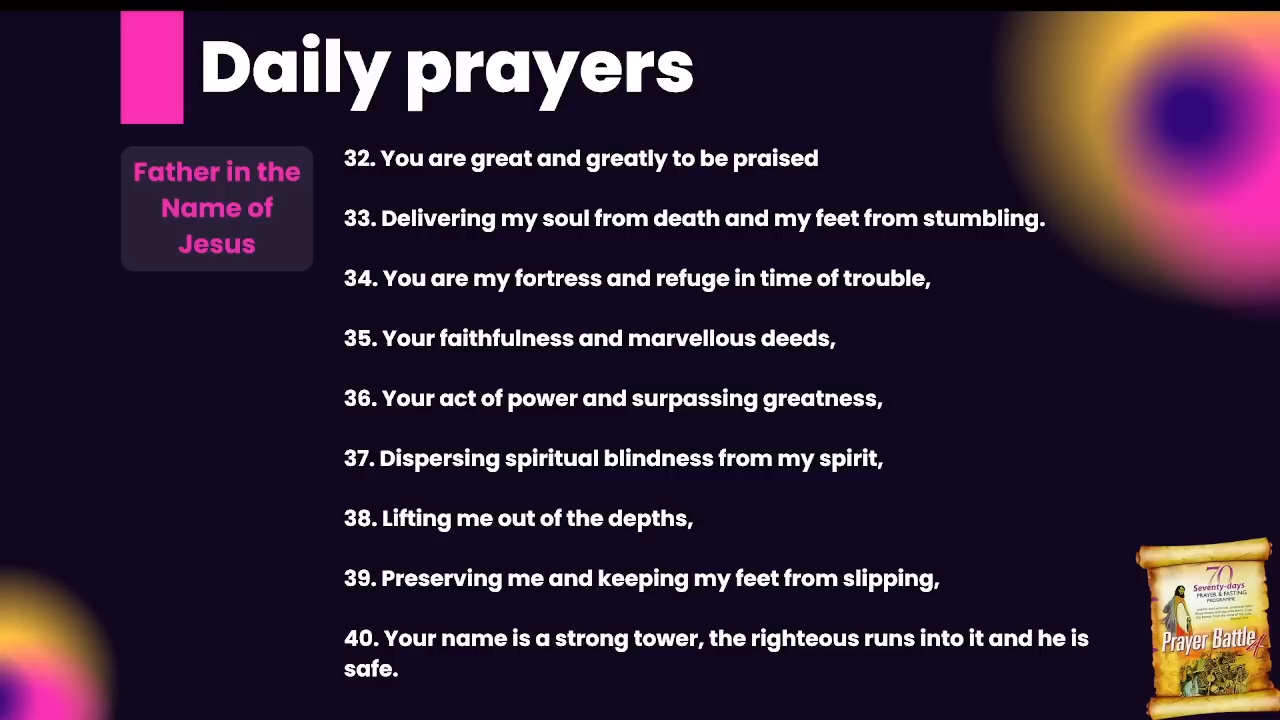 Daily prayers
Father in the
Name of
Jesus
32. You are great and greatly to be praised
33. Delivering my soul from death and my feet from stumbling.
34. You are my fortress and refuge in time of trouble,
35. Your faithfulness and marvellous deeds,
36. Your act of power and surpassing greatness,
37. Dispersing spiritual blindness from my spirit,
38. Lifting me out of the depths,
39. Preserving me and keeping my feet from slipping,
40. Your name is a strong tower, the righteous runs into it and he is
safe.
70
Seventy-days
PRAYER & FASTING
PROGRAMME
Prayer Battle